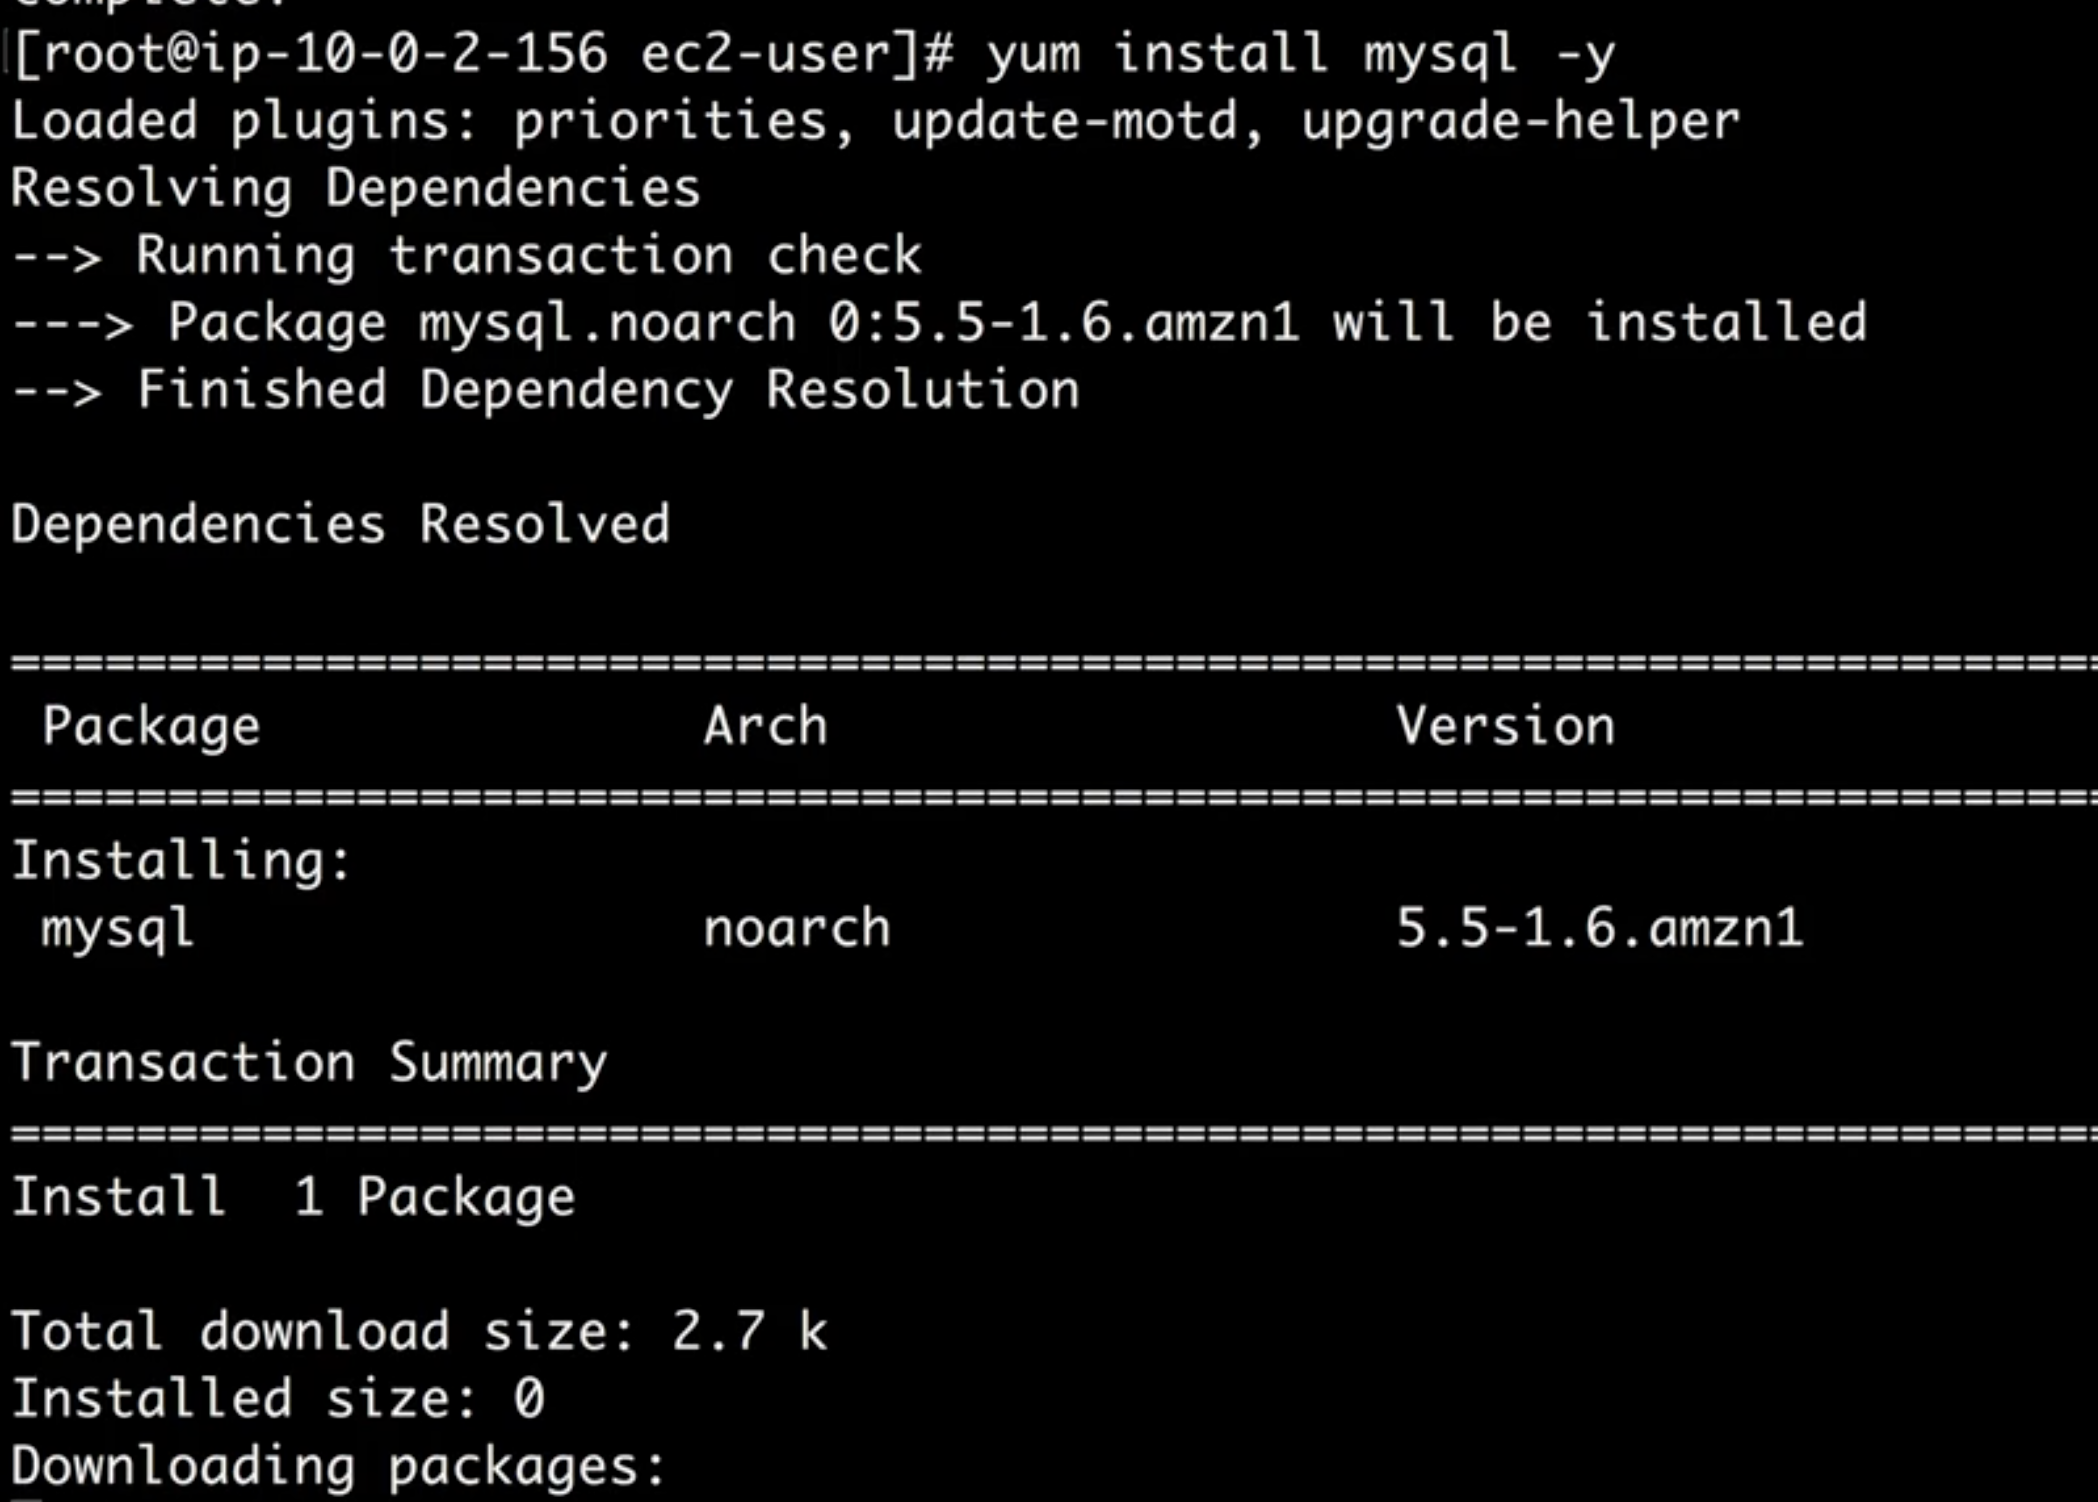 Complete!
[root@ip-10-0-2-156 ec2-user]# yum install mysql -y
Loaded plugins: priorities, update-motd, upgrade-helper
Resolving Dependencies
--> Running transaction check
---> Package mysql.noarch 0:5.5-1.6.amzn1 will be installed
--> Finished Dependency Resolution
Dependencies Resolved
===================================================================
Package Arch Version
===================================================================
Installing:
mysql noarch 5.5-1.6.amzn1
Transaction Summary
===================================================================
Install  1 Package
Total download size: 2.7 k
Installed size: 0
Downloading packages: